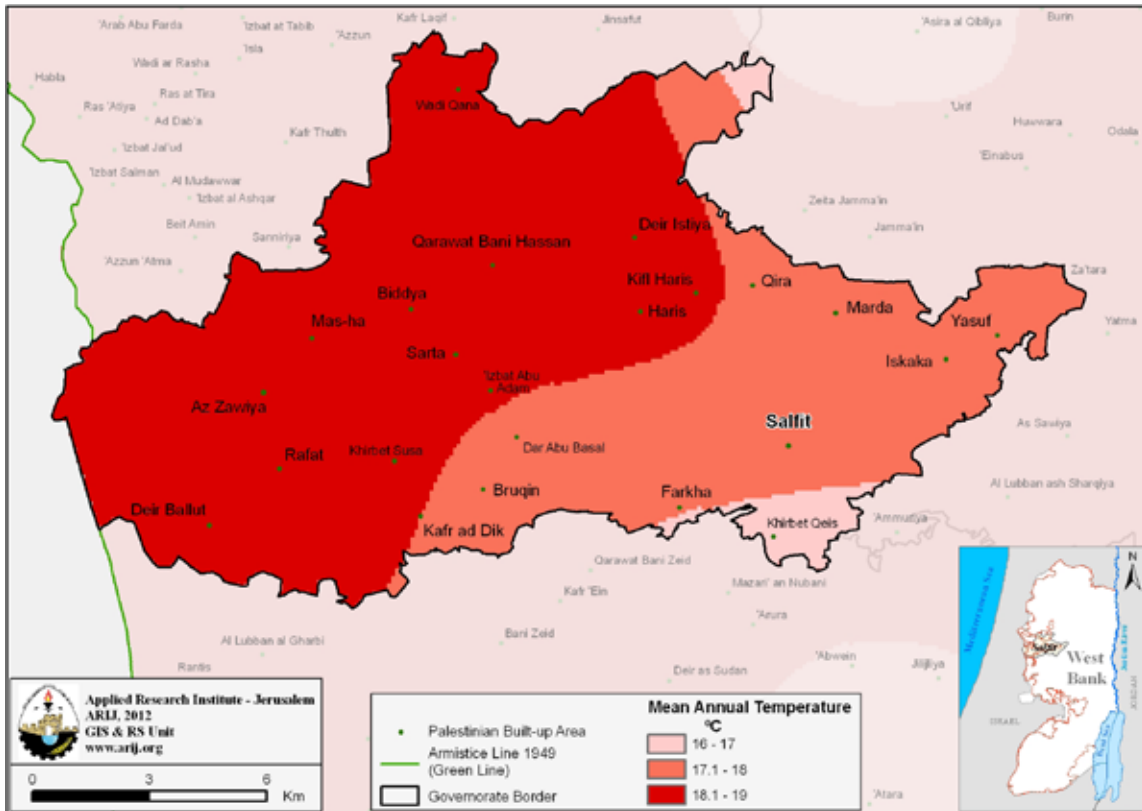 'Arab Abu Farda
'Izbat at Tabib
Kafr Laqif
Jinsafut
'Asira al Qibliya
Burin
'Azzun
'Isla
Wadi ar Rasha
Habla
Ras at Tira
Ras 'Atiya
Ad Dab'a
Wadi Qana
'Urif
Huwwara
Odala
Kafr Thulth
'Izbat Jal'ud
'Einabus
'Izbat Salman
Al Mudawwar
'Izbat al Ashqar
Zeita Jamma'in
Beit Amin
Sanniriya
Deir Istiya
Jamma'in
Qarawat Bani Hassan
'Azzun 'Atma
Za'tara
Kifl Haris
Qira
Biddya
Mas-ha
Haris
Marda
Yasuf
Yatma
Sarta
Iskaka
'Izbat Abu
Adam
Az Zawiya
Salfit
As Sawiya
Dar Abu Basal
Khirbet Susa
Rafat
Bruqin
Farkha
Al Lubban ash Sharqiya
Deir Ballut
Kafr ad Dik
Khirbet Qeis
'Ammuriya
Qarawat Bani Zeid
Mazari' an Nubani
Kafr 'Ein
'Arura
Al Lubban al Gharbi
Bani Zeid
Rantis
Deir as Sudan
'Abwein
Jiljiliya
'Atara
Applied Research Institute - Jerusalem
ARIJ, 2012
GIS & RS Unit
www.arij.org
0 3 6
Km
Palestinian Built-up Area
Armistice Line 1949
(Green Line)
Governorate Border
Mean Annual Temperature
ºC
16 - 17
17.1 - 18
18.1 - 19
N
Mediterranean Sea
Salfit
West
Bank
ISRAEL
JORDAN
Dead Sea